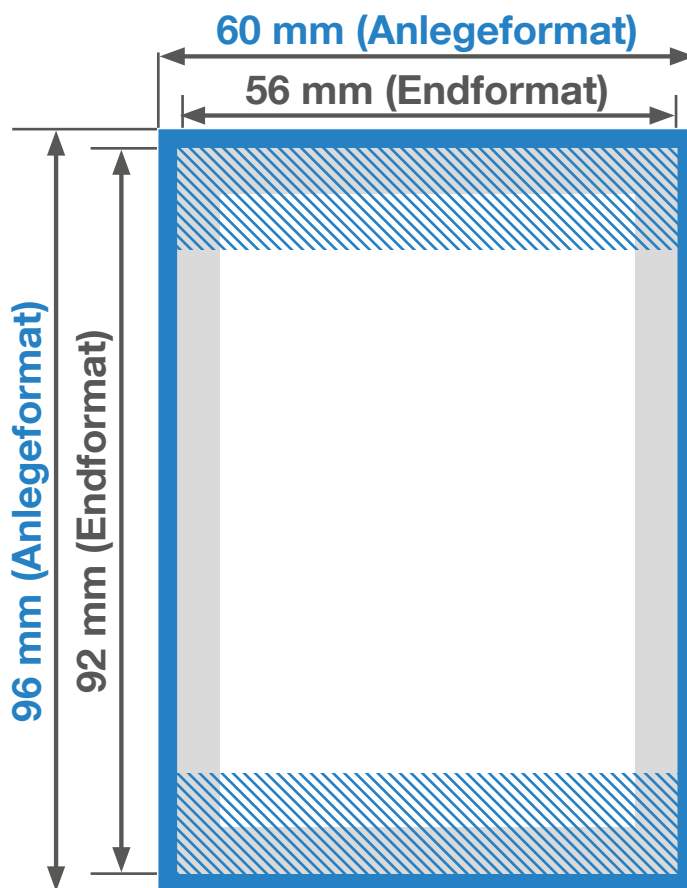 60 mm (Anlegeformat)
56 mm (Endformat)
96 mm (Anlegeformat)
92 mm (Endformat)